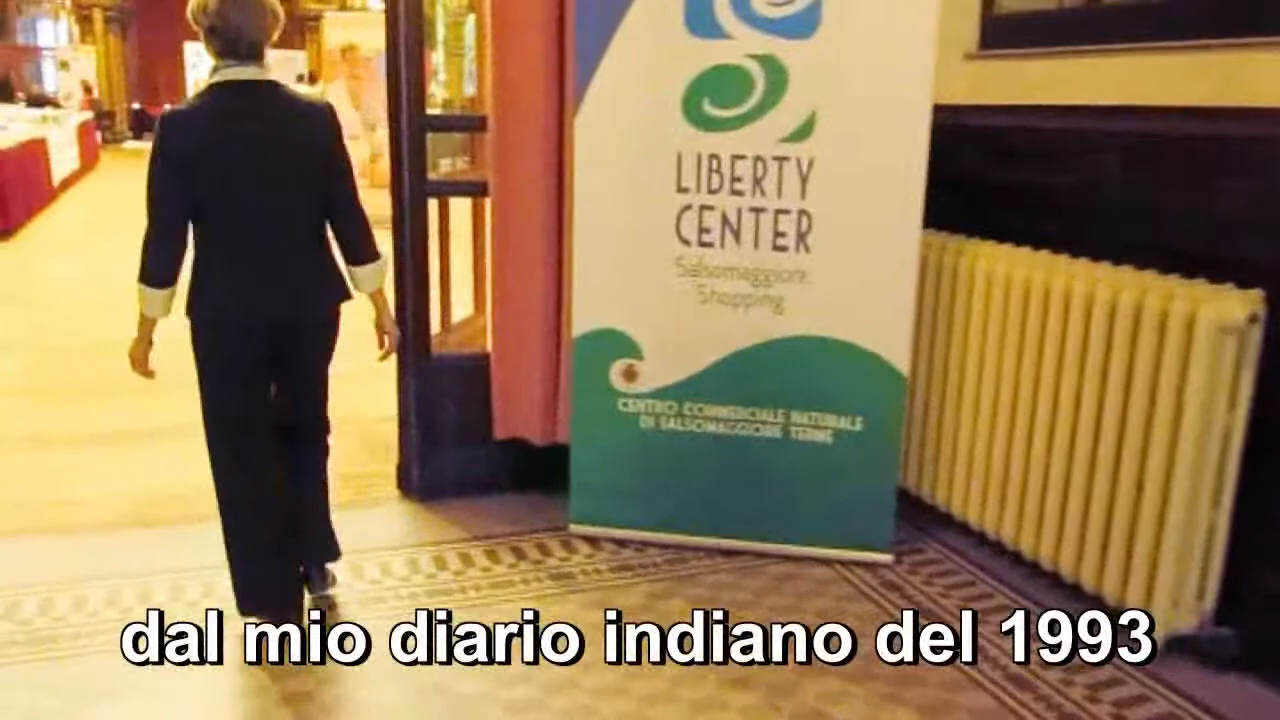 LIBERTY
CENTER
Salsomaggiore
Shopping
CENTRO COMMERCIALE NATURALE
DI SALSOMAGGIORE TERME
dal mio diario indiano del 1993